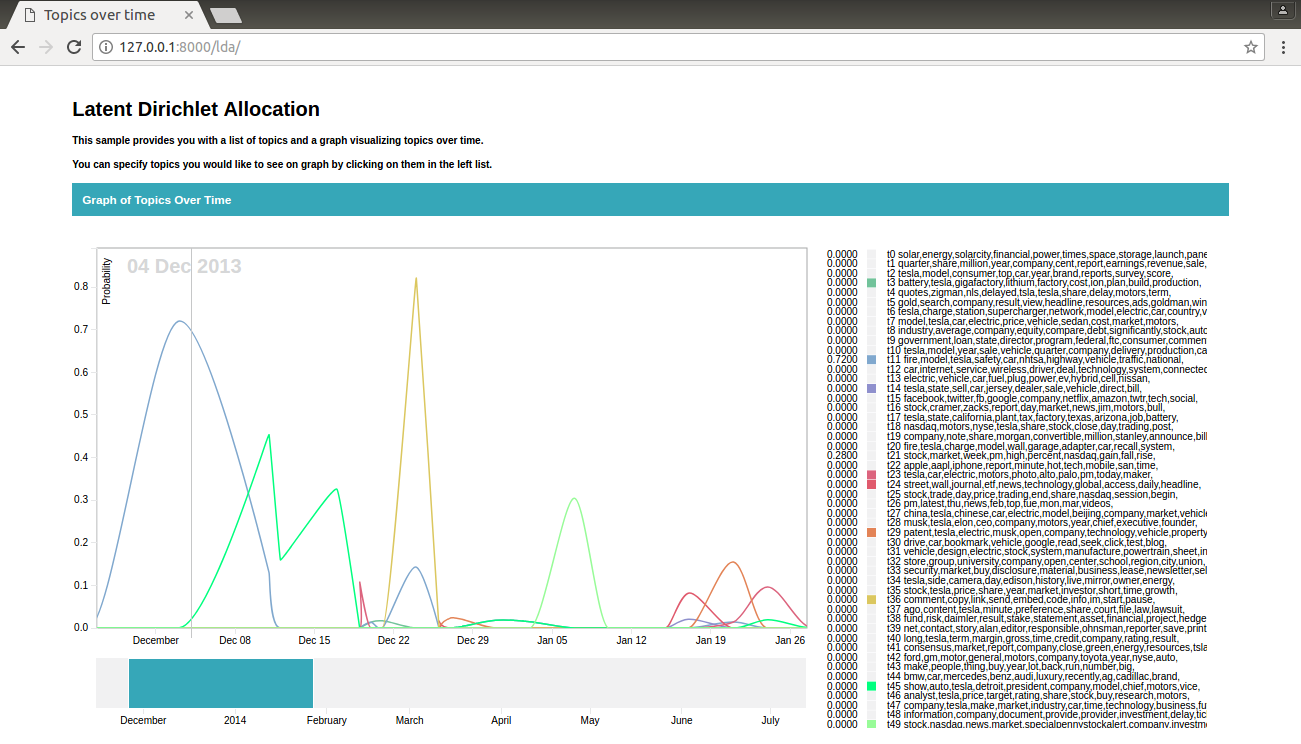 Topics over time
127.0.0.1:8000/lda/
Latent Dirichlet Allocation
This sample provides you with a list of topics and a graph visualizing topics over time.
You can specify topics you would like to see on graph by clicking on them in the left list.
Graph of Topics Over Time
04 Dec 2013
Probability
0.8
0.7
0.6
0.5
0.4
0.3
0.2
0.1
0.0
December Dec 08 Dec 15 Dec 22 Dec 29 Jan 05 Jan 12 Jan 19 Jan 26
December 2014 February March April May June July
0.0000 t0 solar,energy,solarcity,financial,power,times,space,storage,launch,pane
0.0000 t1 quarter,share,million,year,company,cent,report,earnings,revenue,sale,
0.0000 t2 tesla,model,consumer,top,car,year,brand,reports,survey,score,
0.0000 t3 battery,tesla,gigafactory,lithium,factory,cost,ion,plan,build,production,
0.0000 t4 quotes,zigman,nls,delayed,tsla,tesla,share,delay,motors,term,
0.0000 t5 gold,search,company,result,view,headline,resources,ads,goldman,win
0.0000 t6 tesla,charge,station,supercharger,network,model,electric,car,country,v
0.0000 t7 model,tesla,car,electric,price,vehicle,sedan,cost,market,motors,
0.0000 t8 industry,average,company,equity,compare,debt,significantly,stock,auto
0.0000 t9 government,loan,state,director,program,federal,ftc,consumer,commen
0.0000 t10 tesla,model,year,sale,vehicle,quarter,company,delivery,production,ca
0.7200 t11 fire,model,tesla,safety,car,nhtsa,highway,vehicle,traffic,national,
0.0000 t12 car,internet,service,wireless,driver,deal,technology,system,connected
0.0000 t13 electric,vehicle,car,fuel,plug,power,ev,hybrid,cell,nissan,
0.0000 t14 tesla,state,sell,car,jersey,dealer,sale,vehicle,direct,bill,
0.0000 t15 facebook,twitter,fb,google,company,netflix,amazon,twtr,tech,social,
0.0000 t16 stock,cramer,zacks,report,day,market,news,jim,motors,bull,
0.0000 t17 tesla,state,california,plant,tax,factory,texas,arizona,job,battery,
0.0000 t18 nasdaq,motors,nyse,tesla,share,stock,close,day,trading,post,
0.0000 t19 company,note,share,morgan,convertible,million,stanley,announce,bill
0.0000 t20 fire,tesla,charge,model,wall,garage,adapter,car,recall,system,
0.2800 t21 stock,market,week,pm,high,percent,nasdaq,gain,fall,rise,
0.0000 t22 apple,aapl,iphone,report,minute,hot,tech,mobile,san,time,
0.0000 t23 tesla,car,electric,motors,photo,alto,palo,pm,today,maker,
0.0000 t24 street,wall,journal,etf,news,technology,global,access,daily,headline,
0.0000 t25 stock,trade,day,price,trading,end,share,nasdaq,session,begin,
0.0000 t26 pm,latest,thu,news,feb,top,tue,mon,mar,videos,
0.0000 t27 china,tesla,chinese,car,electric,model,beijing,company,market,vehicle
0.0000 t28 musk,tesla,elon,ceo,company,motors,year,chief,executive,founder,
0.0000 t29 patent,tesla,electric,musk,open,company,technology,vehicle,property
0.0000 t30 drive,car,bookmark,vehicle,google,read,seek,click,test,blog,
0.0000 t31 vehicle,design,electric,stock,system,manufacture,powertrain,sheet,in
0.0000 t32 store,group,university,company,open,center,school,region,city,union,
0.0000 t33 security,market,buy,disclosure,material,business,lease,newsletter,sel
0.0000 t34 tesla,side,camera,day,edison,history,live,mirror,owner,energy,
0.0000 t35 stock,tesla,price,share,year,market,investor,short,time,growth,
0.0000 t36 comment,copy,link,send,embed,code,info,im,start,pause,
0.0000 t37 ago,content,tesla,minute,preference,share,court,file,law,lawsuit,
0.0000 t38 fund,risk,daimler,result,stake,statement,asset,financial,project,hedge
0.0000 t39 net,contact,story,alan,editor,responsible,ohnsman,reporter,save,print
0.0000 t40 long,tesla,term,margin,gross,time,credit,company,rating,result,
0.0000 t41 consensus,market,report,company,close,green,energy,resources,tsla
0.0000 t42 ford,gm,motor,general,motors,company,toyota,year,nyse,auto,
0.0000 t43 make,people,thing,buy,year,lot,back,run,number,big,
0.0000 t44 bmw,car,mercedes,benz,audi,luxury,recently,ag,cadillac,brand,
0.0000 t45 show,auto,tesla,detroit,president,company,model,chief,motors,vice,
0.0000 t46 analyst,tesla,price,target,rating,share,stock,buy,research,motors,
0.0000 t47 company,tesla,make,market,industry,car,time,technology,business,fu
0.0000 t48 information,company,document,provide,provider,investment,delay,tic
0.0000 t49 stock,nasdaq,news,market,specialpennystockalert,company,investm